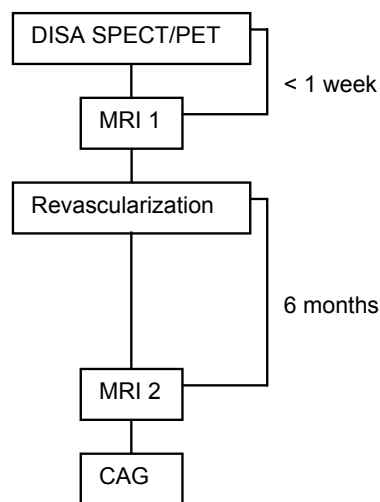 DISA SPECT/PET
< 1 week
MRI 1
Revascularization
6 months
MRI 2
CAG